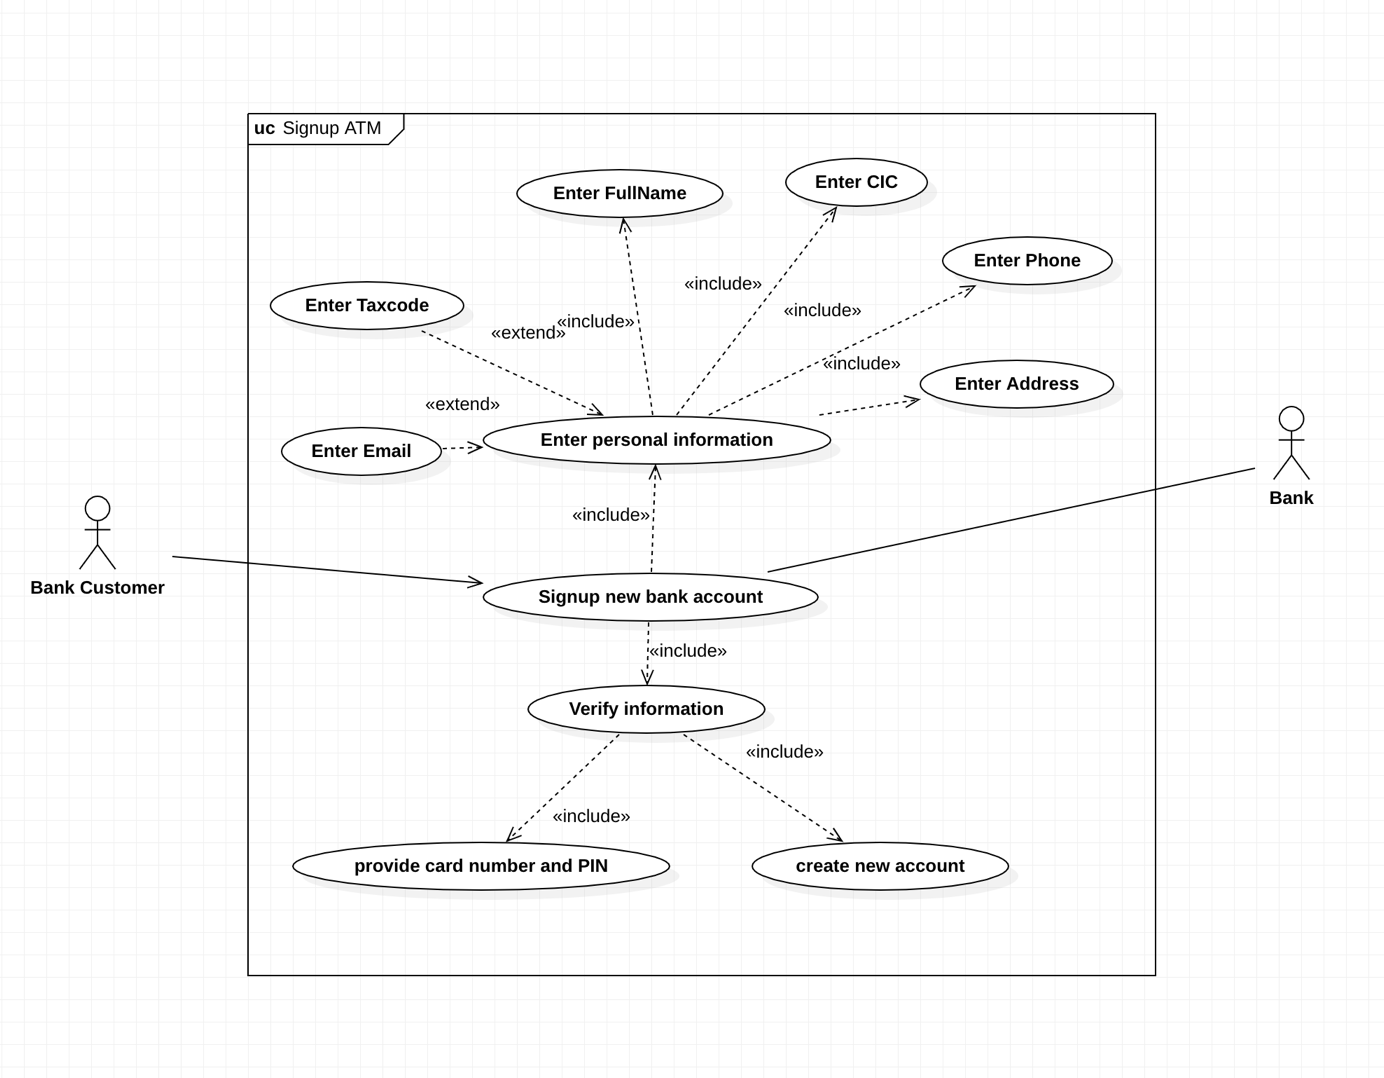 uc Signup ATM
Enter FullName
Enter CIC
Enter Phone
«include»
Enter Taxcode
«include»
«include»
«extend»
«include»
Enter Address
«extend»
Enter personal information
Enter Email
Bank
«include»
Bank Customer
Signup new bank account
«include»
Verify information
«include»
«include»
provide card number and PIN
create new account